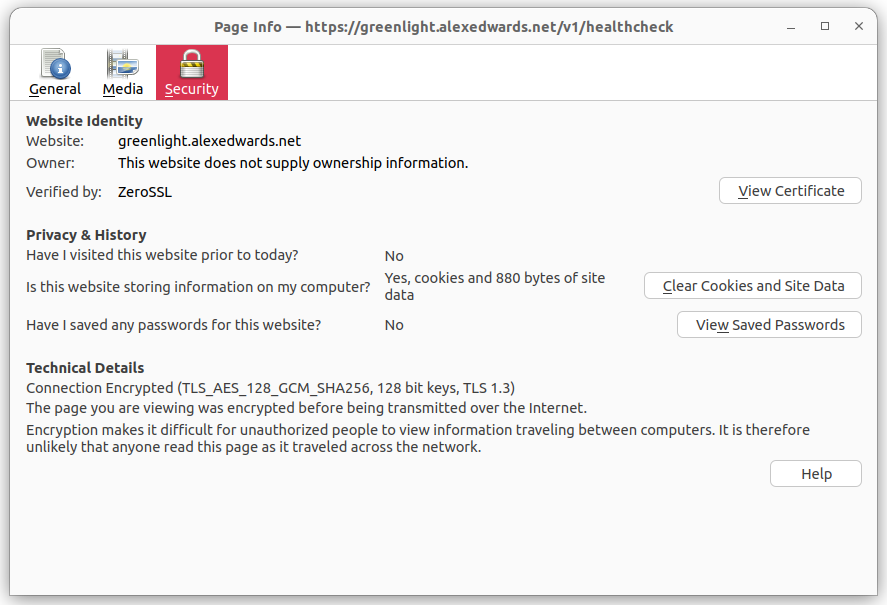 Page Info — https://greenlight.alexedwards.net/v1/healthcheck
General Media Security
Website Identity
Website: greenlight.alexedwards.net
Owner: This website does not supply ownership information.
Verified by: ZeroSSL View Certificate
Privacy & History
Have I visited this website prior to today? No
Is this website storing information on my computer? Yes, cookies and 880 bytes of site data Clear Cookies and Site Data
Have I saved any passwords for this website? No View Saved Passwords
Technical Details
Connection Encrypted (TLS_AES_128_GCM_SHA256, 128 bit keys, TLS 1.3)
The page you are viewing was encrypted before being transmitted over the Internet.
Encryption makes it difficult for unauthorized people to view information traveling between computers. It is therefore
unlikely that anyone read this page as it traveled across the network.
Help